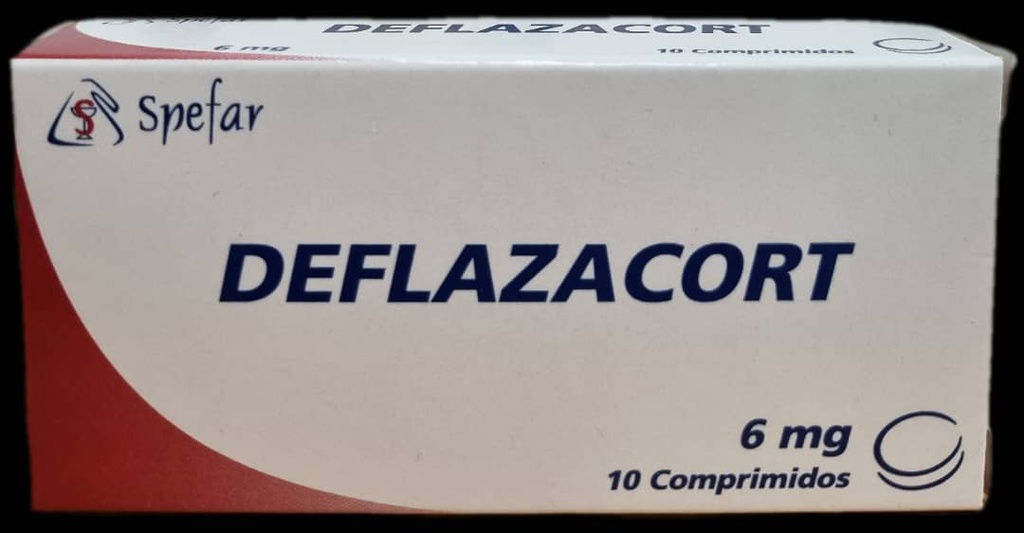 DEFLAZACORT
6 mg
10 Comprimidos
Spefar
DEFLAZACORT
6 mg
10 Comprimidos